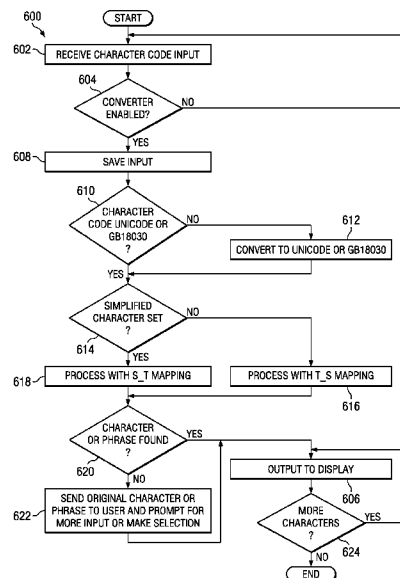 START
600
602
RECEIVE CHARACTER CODE INPUT
604
CONVERTER
ENABLED?
NO
YES
608
SAVE INPUT
610
CHARACTER
CODE UNICODE OR
GB18030
?
NO
612
CONVERT TO UNICODE OR GB18030
YES
SIMPLIFIED
CHARACTER SET
?
NO
614
YES
618
PROCESS WITH S_T MAPPING
PROCESS WITH T_S MAPPING
616
CHARACTER
OR PHRASE FOUND
?
YES
620
NO
OUTPUT TO DISPLAY
606
622
SEND ORIGINAL CHARACTER OR
PHRASE TO USER AND PROMPT FOR
MORE INPUT OR MAKE SELECTION
MORE
CHARACTERS
?
YES
624
NO
END